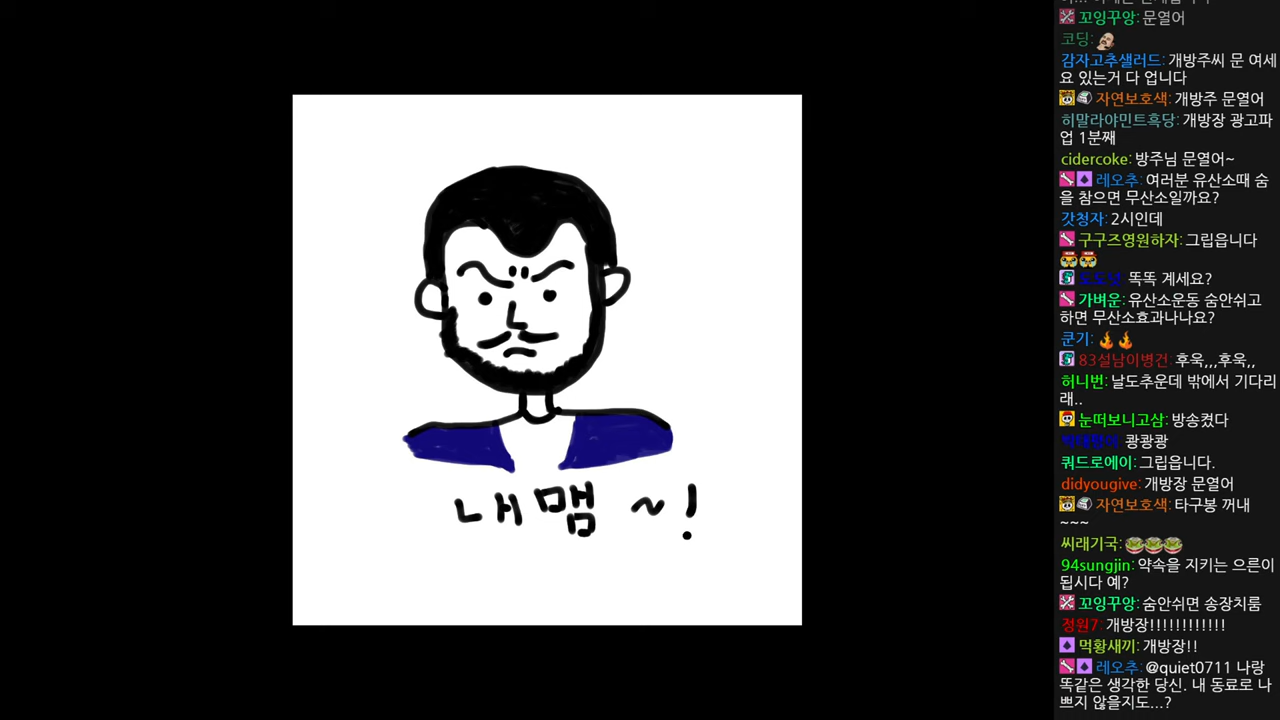 내맴 ~!
꼬잉꾸앙: 문열어
코딩:
감자고추샐러드: 개방주씨 문 여세
요 있는거 다 업니다
자연보호색: 개방주 문열어
히말라야민트흑당: 개방장 광고파
업 1분째
cidercoke: 방주님 문열어~
레오추: 여러분 유산소때 숨
을 참으면 무산소일까요?
갓청자: 2시인데
구구즈영원하자: 그립읍니다
도도넛: 똑똑 계세요?
가벼운: 유산소운동 숨안쉬고
하면 무산소효과나나요?
쿤기:
83설남이병건: 후욱,,,후욱,,
허니번: 날도추운데 밖에서 기다리
래..
눈떠보니고삼: 방송켰다
쾅쾅쾅
쿼드로에이: 그립읍니다.
didyougive: 개방장 문열어
자연보호색: 타구봉 꺼내
~~~
씨래기국:
94sungjin: 약속을 지키는 으른이
됩시다 예?
꼬잉꾸앙: 숨안쉬면 송장치룸
정원7: 개방장!!!!!!!!!!!!
먹황새끼: 개방장!!
레오추: @quiet0711 나랑
똑같은 생각한 당신. 내 동료로 나
쁘지 않을지도...?